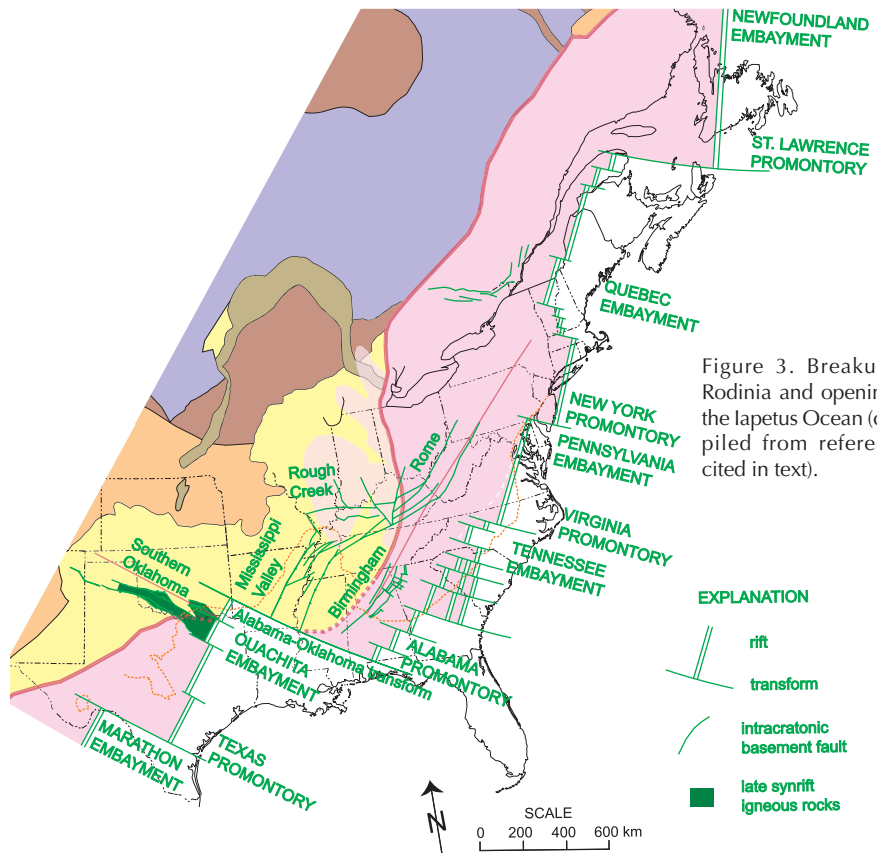 NEWFOUNDLAND
EMBAYMENT
ST. LAWRENCE
PROMONTORY
QUEBEC
EMBAYMENT
Figure 3. Breaku
Rodinia and openin
the Iapetus Ocean (c
piled from refere
cited in text).
NEW YORK
PROMONTORY
PENNSYLVANIA
EMBAYMENT
Rome
Rough
Creek
VIRGINIA
PROMONTORY
TENNESSEE
EMBAYMENT
Mississippi
Valley
Southern
Oklahoma
Birmingham
Alabama-Oklahoma transform
OUACHITA
EMBAYMENT
ALABAMA
PROMONTORY
MARATHON
EMBAYMENT
TEXAS
PROMONTORY
EXPLANATION
rift
transform
intracratonic
basement fault
late synrift
igneous rocks
N
SCALE
0 200 400 600 km